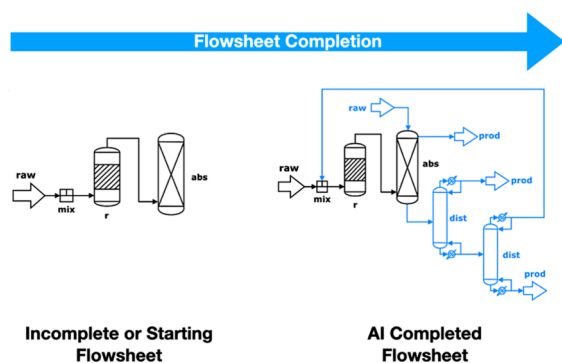 Flowsheet Completion
raw
mix
r
abs
raw
prod
raw
mix
r
abs
prod
dist
dist
prod
Incomplete or Starting
Flowsheet
AI Completed
Flowsheet